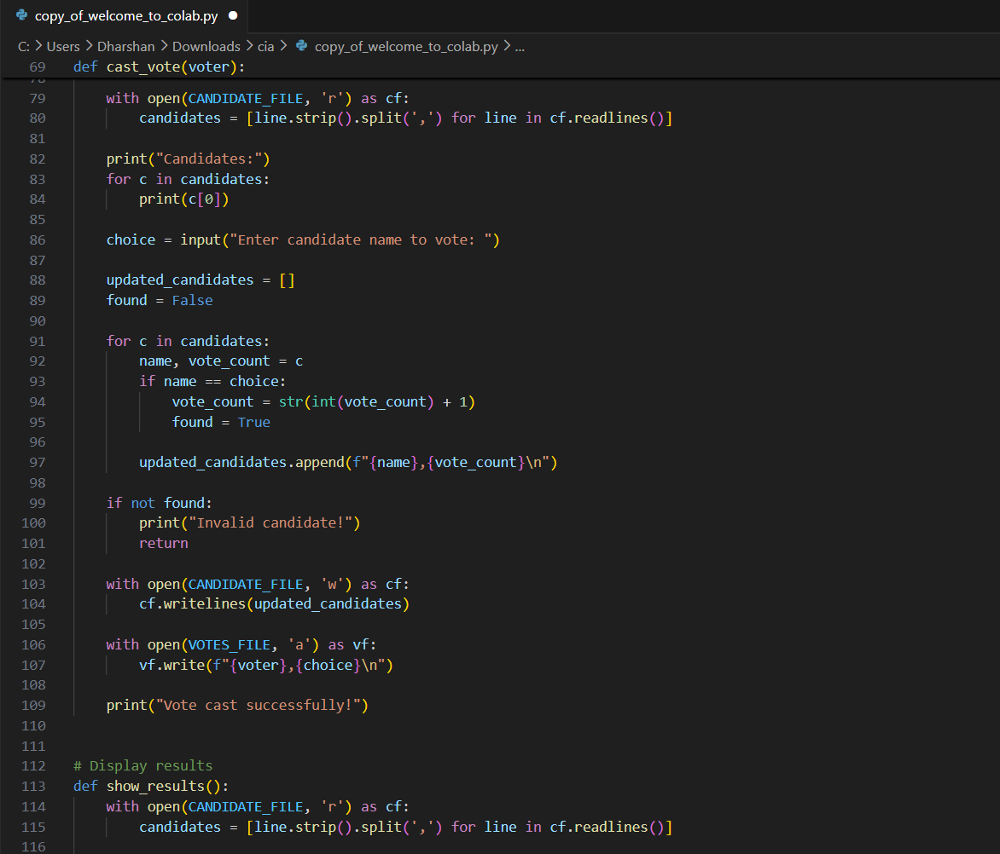 copy_of_welcome_to_colab.py
C: > Users > Dharshan > Downloads > cia > copy_of_welcome_to_colab.py > ...
69 def cast_vote(voter):
78
79     with open(CANDIDATE_FILE, 'r') as cf:
80         candidates = [line.strip().split(',') for line in cf.readlines()]
81
82     print("Candidates:")
83     for c in candidates:
84         print(c[0])
85
86     choice = input("Enter candidate name to vote: ")
87
88     updated_candidates = []
89     found = False
90
91     for c in candidates:
92         name, vote_count = c
93         if name == choice:
94             vote_count = str(int(vote_count) + 1)
95             found = True
96
97         updated_candidates.append(f"{name},{vote_count}\n")
98
99     if not found:
100         print("Invalid candidate!")
101         return
102
103     with open(CANDIDATE_FILE, 'w') as cf:
104         cf.writelines(updated_candidates)
105
106     with open(VOTES_FILE, 'a') as vf:
107         vf.write(f"{voter},{choice}\n")
108
109     print("Vote cast successfully!")
110
111
112 # Display results
113 def show_results():
114     with open(CANDIDATE_FILE, 'r') as cf:
115         candidates = [line.strip().split(',') for line in cf.readlines()]
116